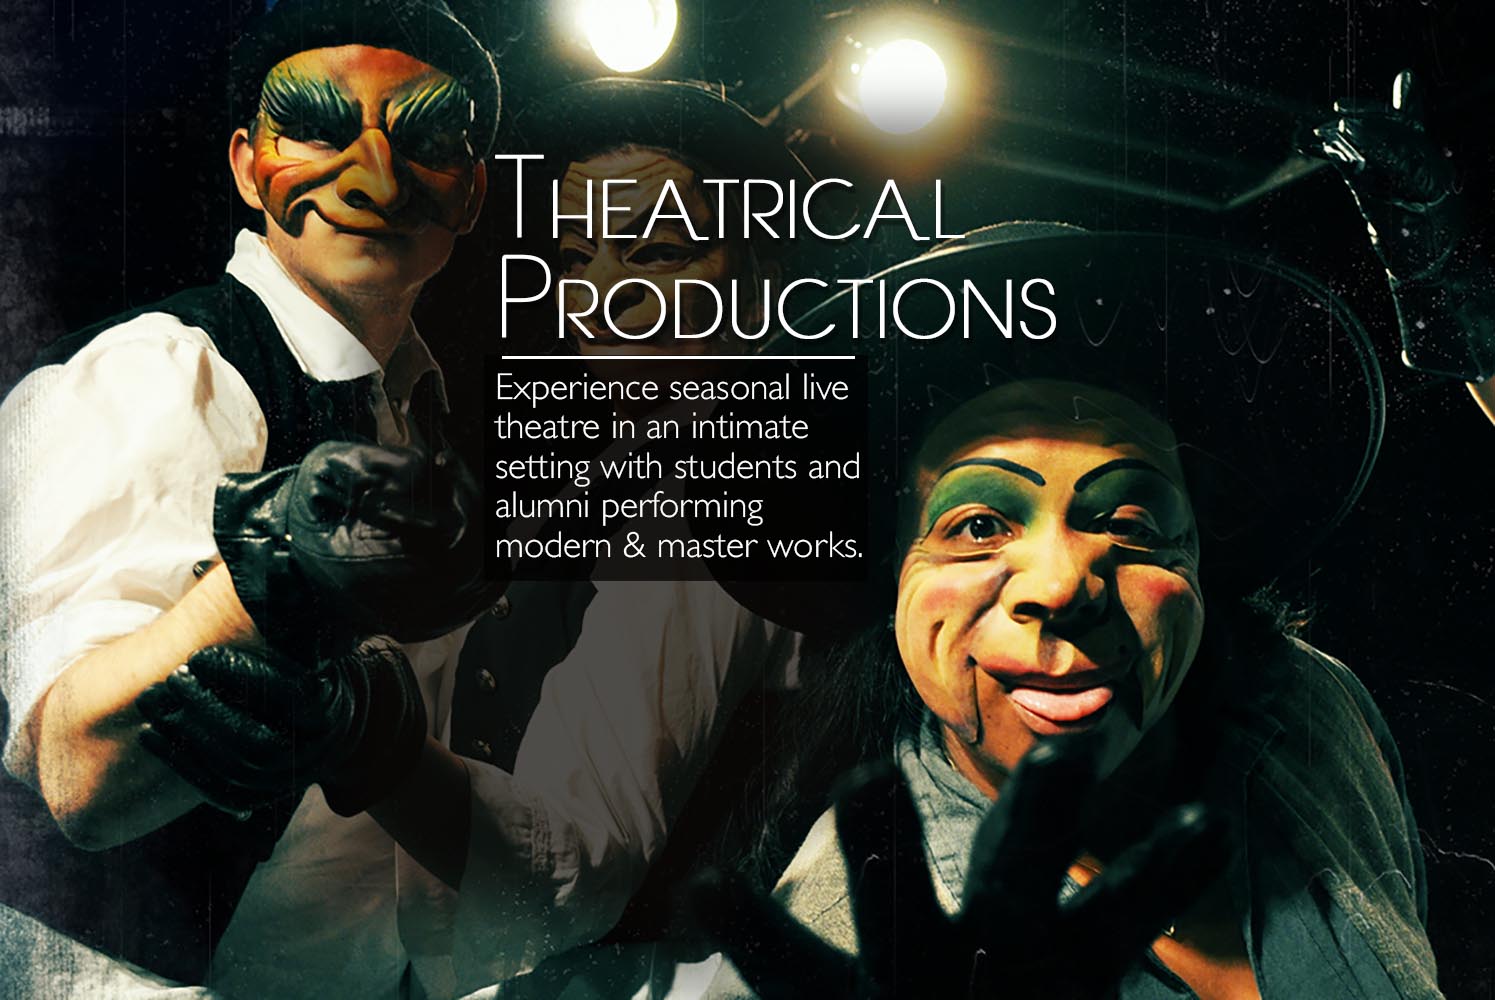 THEATRICAL
PRODUCTIONS
Experience seasonal live
theatre in an intimate
setting with students and
alumni performing
modern & master works.